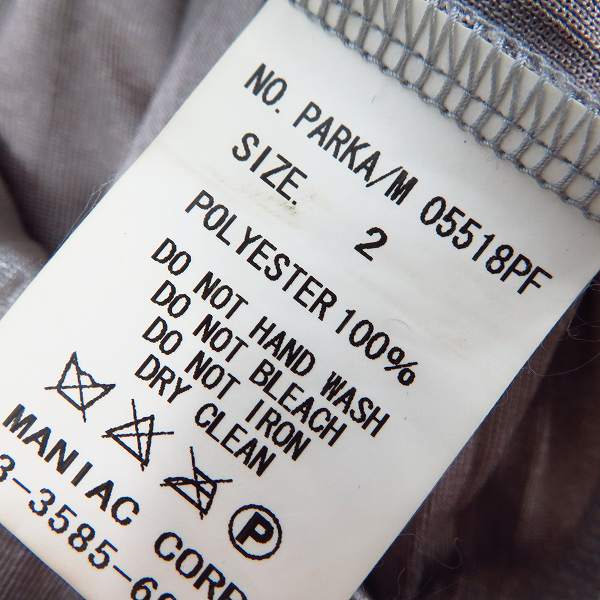 NO. PARKA/M 05518PF
SIZE. 2
POLYESTER 100%
DO NOT HAND WASH
DO NOT BLEACH
DO NOT IRON
DRY CLEAN
P
MANIAC CORP
3-3585-6